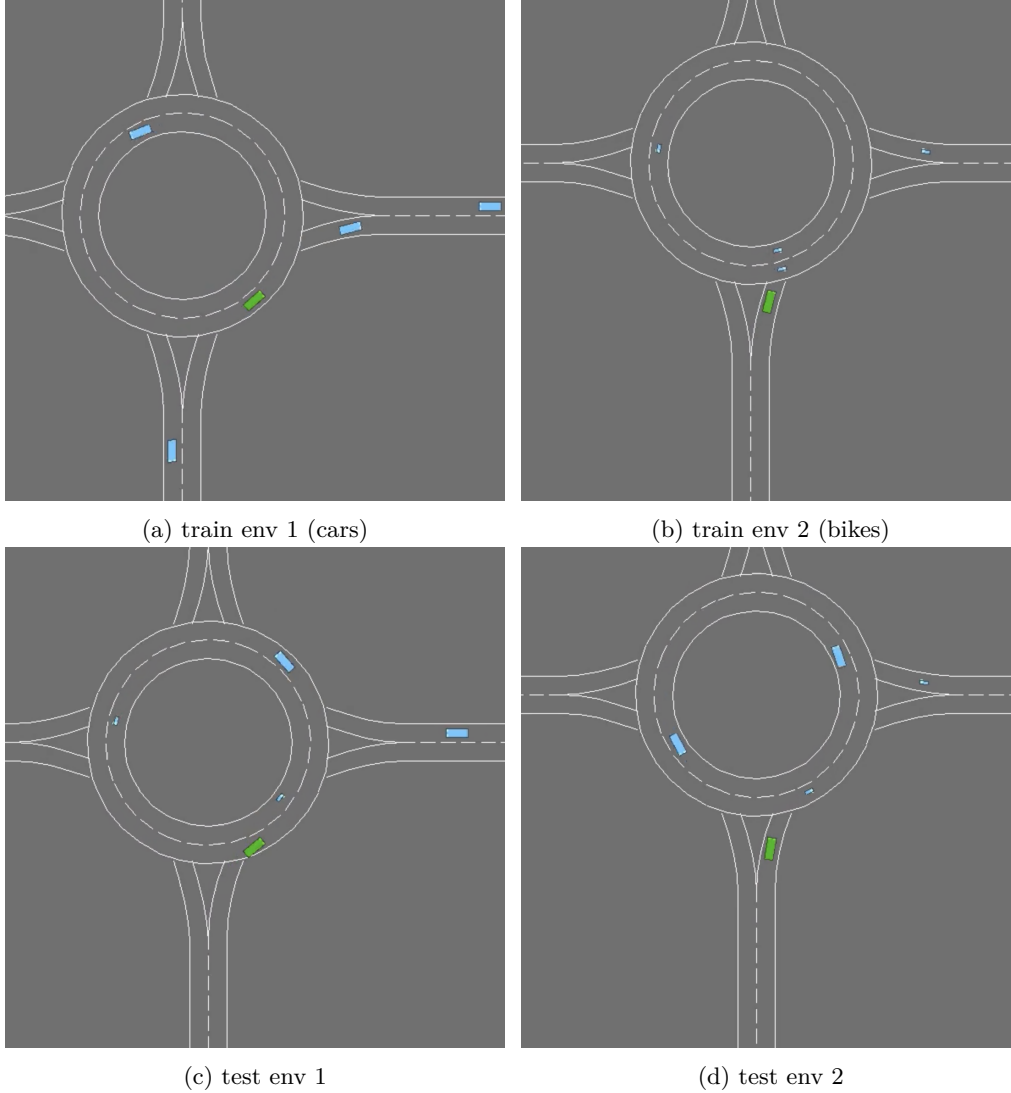 (a) train env 1 (cars)
(b) train env 2 (bikes)
(c) test env 1
(d) test env 2